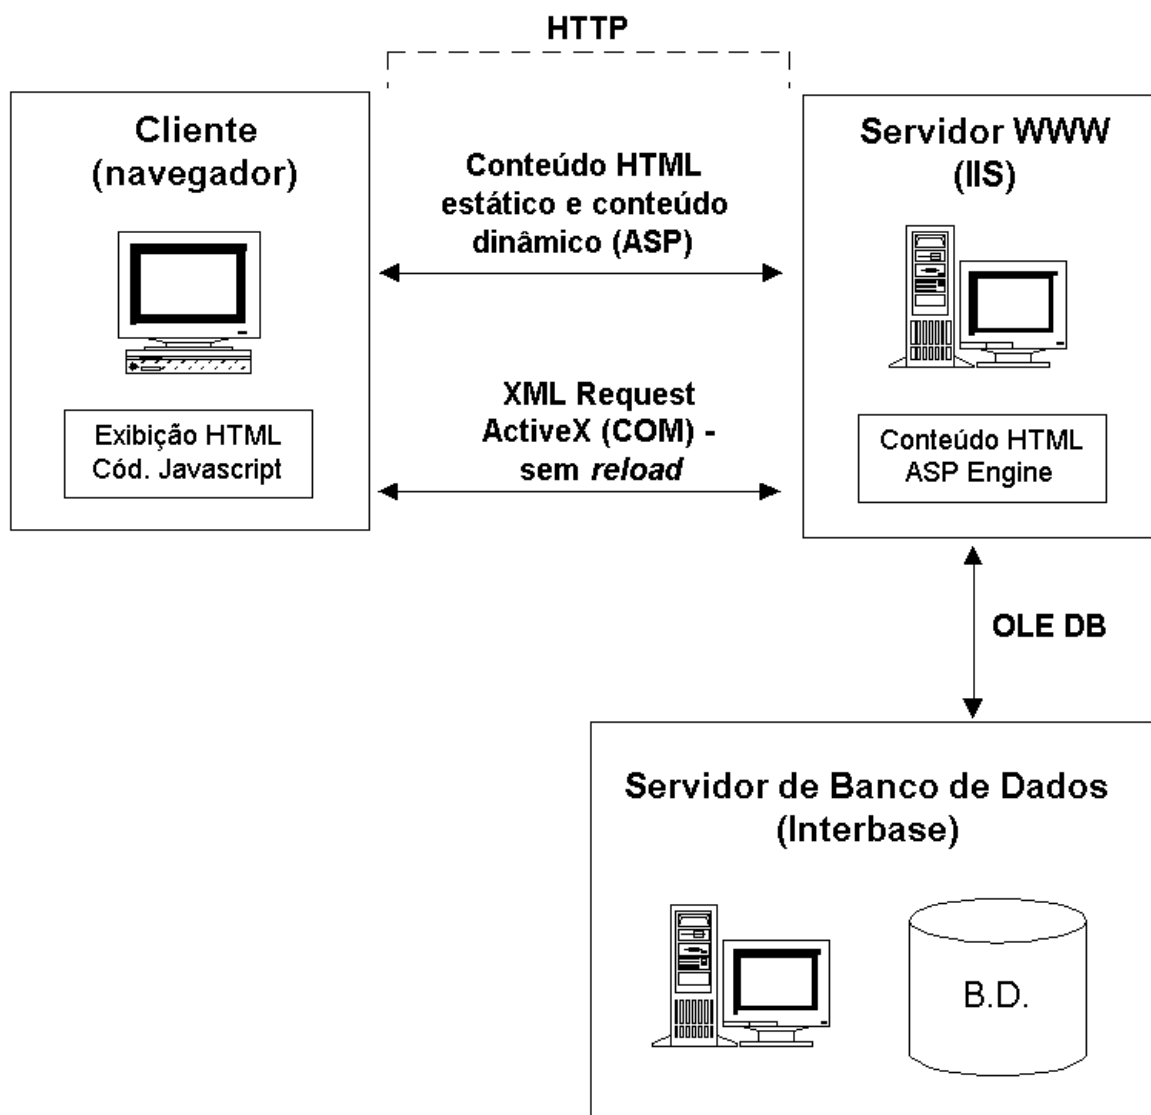 HTTP
Cliente
(navegador)
Conteúdo HTML
estático e conteúdo
dinâmico (ASP)
Servidor WWW
(IIS)
XML Request
ActiveX (COM) -
sem reload
Exibição HTML
Cód. Javascript
Conteúdo HTML
ASP Engine
OLE DB
Servidor de Banco de Dados
(Interbase)
B.D.